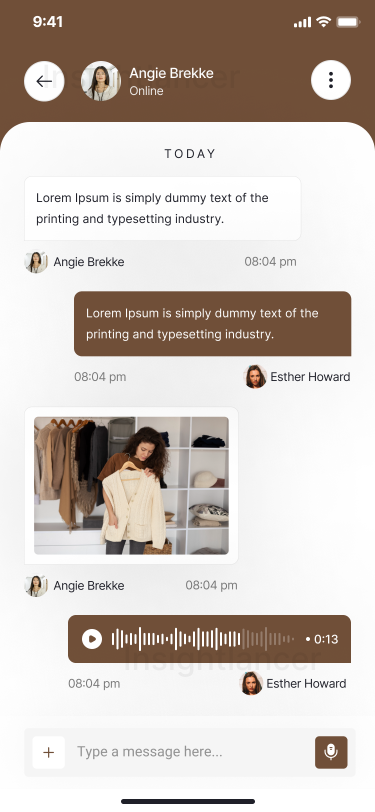 9:41
Angie Brekke
Online
TODAY
Lorem Ipsum is simply dummy text of the
printing and typesetting industry.
Angie Brekke 08:04 pm
Lorem Ipsum is simply dummy text of the
printing and typesetting industry.
08:04 pm Esther Howard
Angie Brekke 08:04 pm
• 0:13
Insightlancer
08:04 pm Esther Howard
Type a message here...